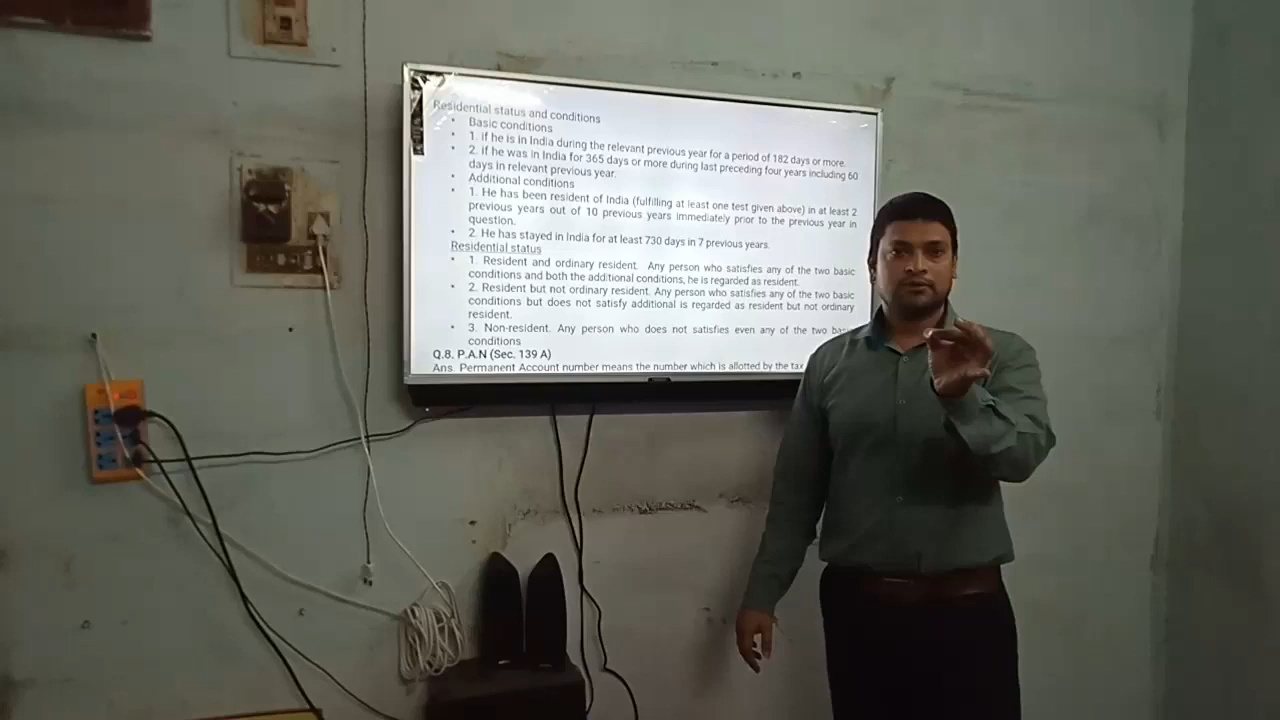 Residential status and conditions
• Basic conditions
• 1. if he is in India during the relevant previous year for a period of 182 days or more.
• 2. if he was in India for 365 days or more during last preceding four years including 60
days in relevant previous year.
• Additional conditions
• 1. He has been resident of India (fulfilling at least one test given above) in at least 2
previous years out of 10 previous years immediately prior to the previous year in
question.
• 2. He has stayed in India for at least 730 days in 7 previous years.
Residential status
• 1. Resident and ordinary resident. Any person who satisfies any of the two basic
conditions and both the additional conditions, he is regarded as resident.
• 2. Resident but not ordinary resident. Any person who satisfies any of the two basic
conditions but does not satisfy additional is regarded as resident but not ordinary
resident.
• 3. Non-resident. Any person who does not satisfies even any of the two
conditions
Q.8. P.A.N (Sec. 139 A)
Ans. Permanent Account number means the number which is allotted by the